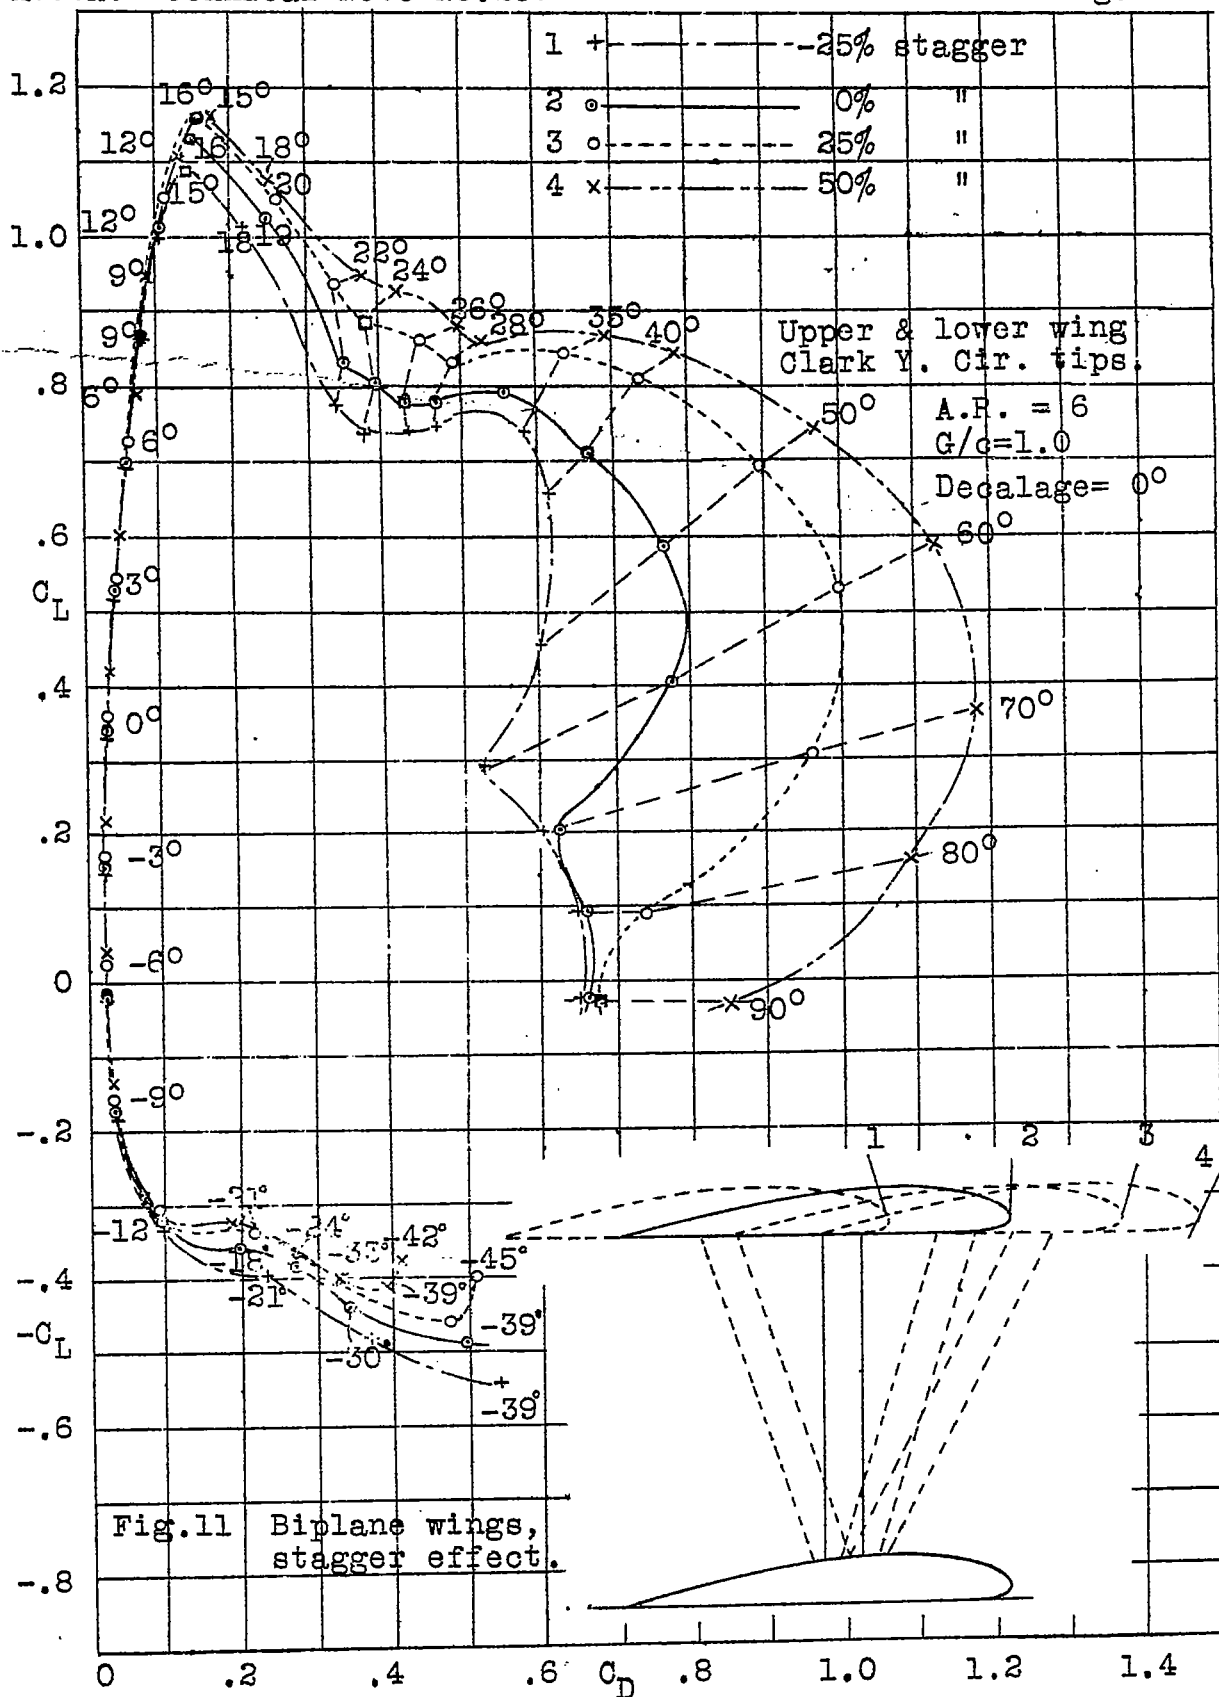 1 -25% stagger
2 0% "
3 25% "
4 50% "
1.2
1.0
.8
.6
C_L
.4
.2
0
-.2
-.4
-C_L
-.6
-.8
16° 15°
12° 16 18°
15° 20
12° 18
9° 22° 24°
9° 26° 28° 35° 40°
6° 50°
6° 60°
3°
0° 70°
-3° 80°
-6° 90°
-9°
-12
-42° -45°
-21° -39°
-39°
-30°
-39°
Upper & lower wing
Clark Y. Cir. tips.
A.R. = 6
G/c=1.0
Decalage= 0°
1 2 3 4
Fig.11 Biplane wings,
stagger effect.
0 .2 .4 .6 C_D .8 1.0 1.2 1.4